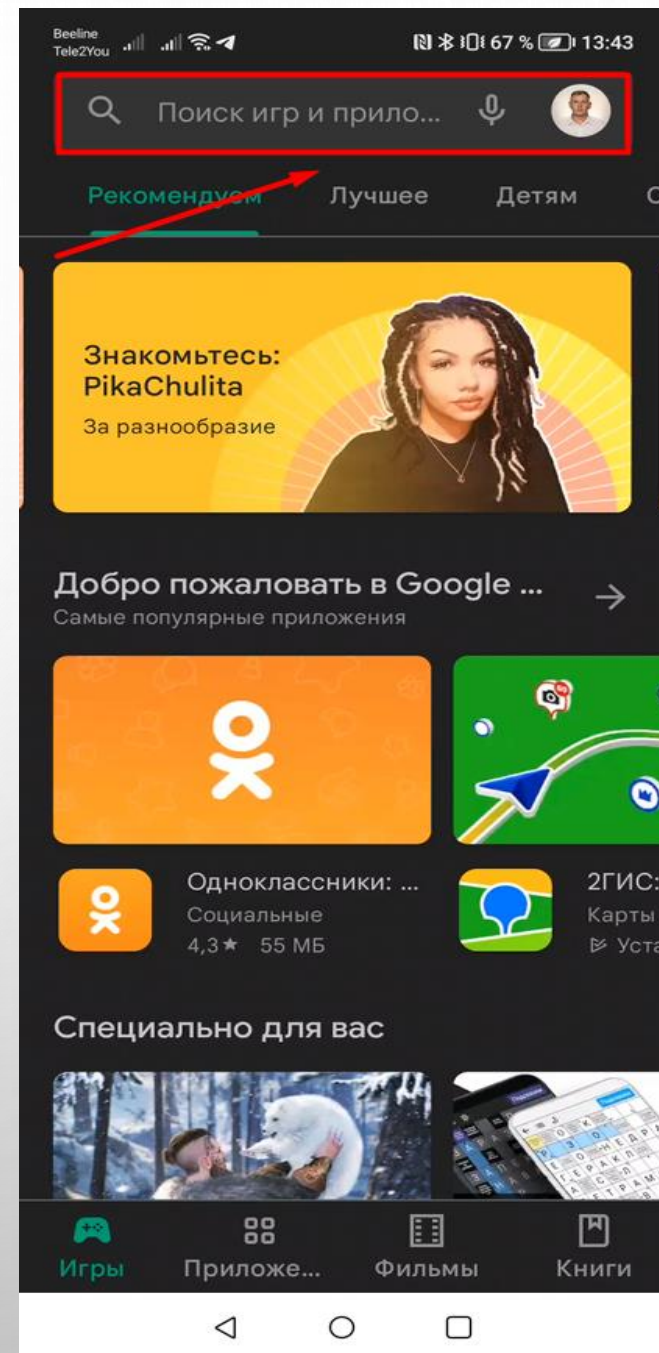 Beeline
Tele2You
67 % 13:43
Поиск игр и прило...
Рекомендуем Лучшее Детям С
Знакомьтесь:
PikaChulita
За разнообразие
Добро пожаловать в Google ...
Самые популярные приложения
Одноклассники: ...
Социальные
4,3★ 55 МБ
2ГИС:
Карты
Уста
Специально для вас
Игры Приложе... Фильмы Книги